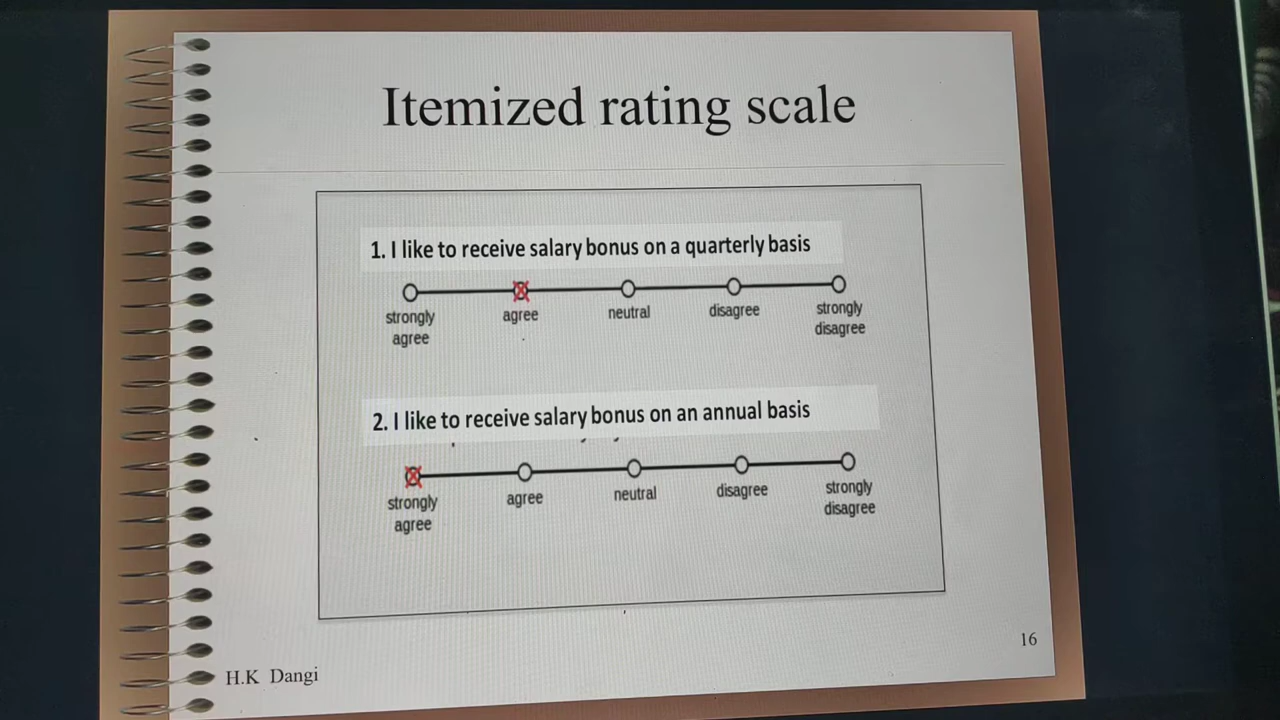 Itemized rating scale
1. I like to receive salary bonus on a quarterly basis
strongly agree
agree
neutral
disagree
strongly disagree
2. I like to receive salary bonus on an annual basis
strongly agree
agree
neutral
disagree
strongly disagree
H.K Dangi
16